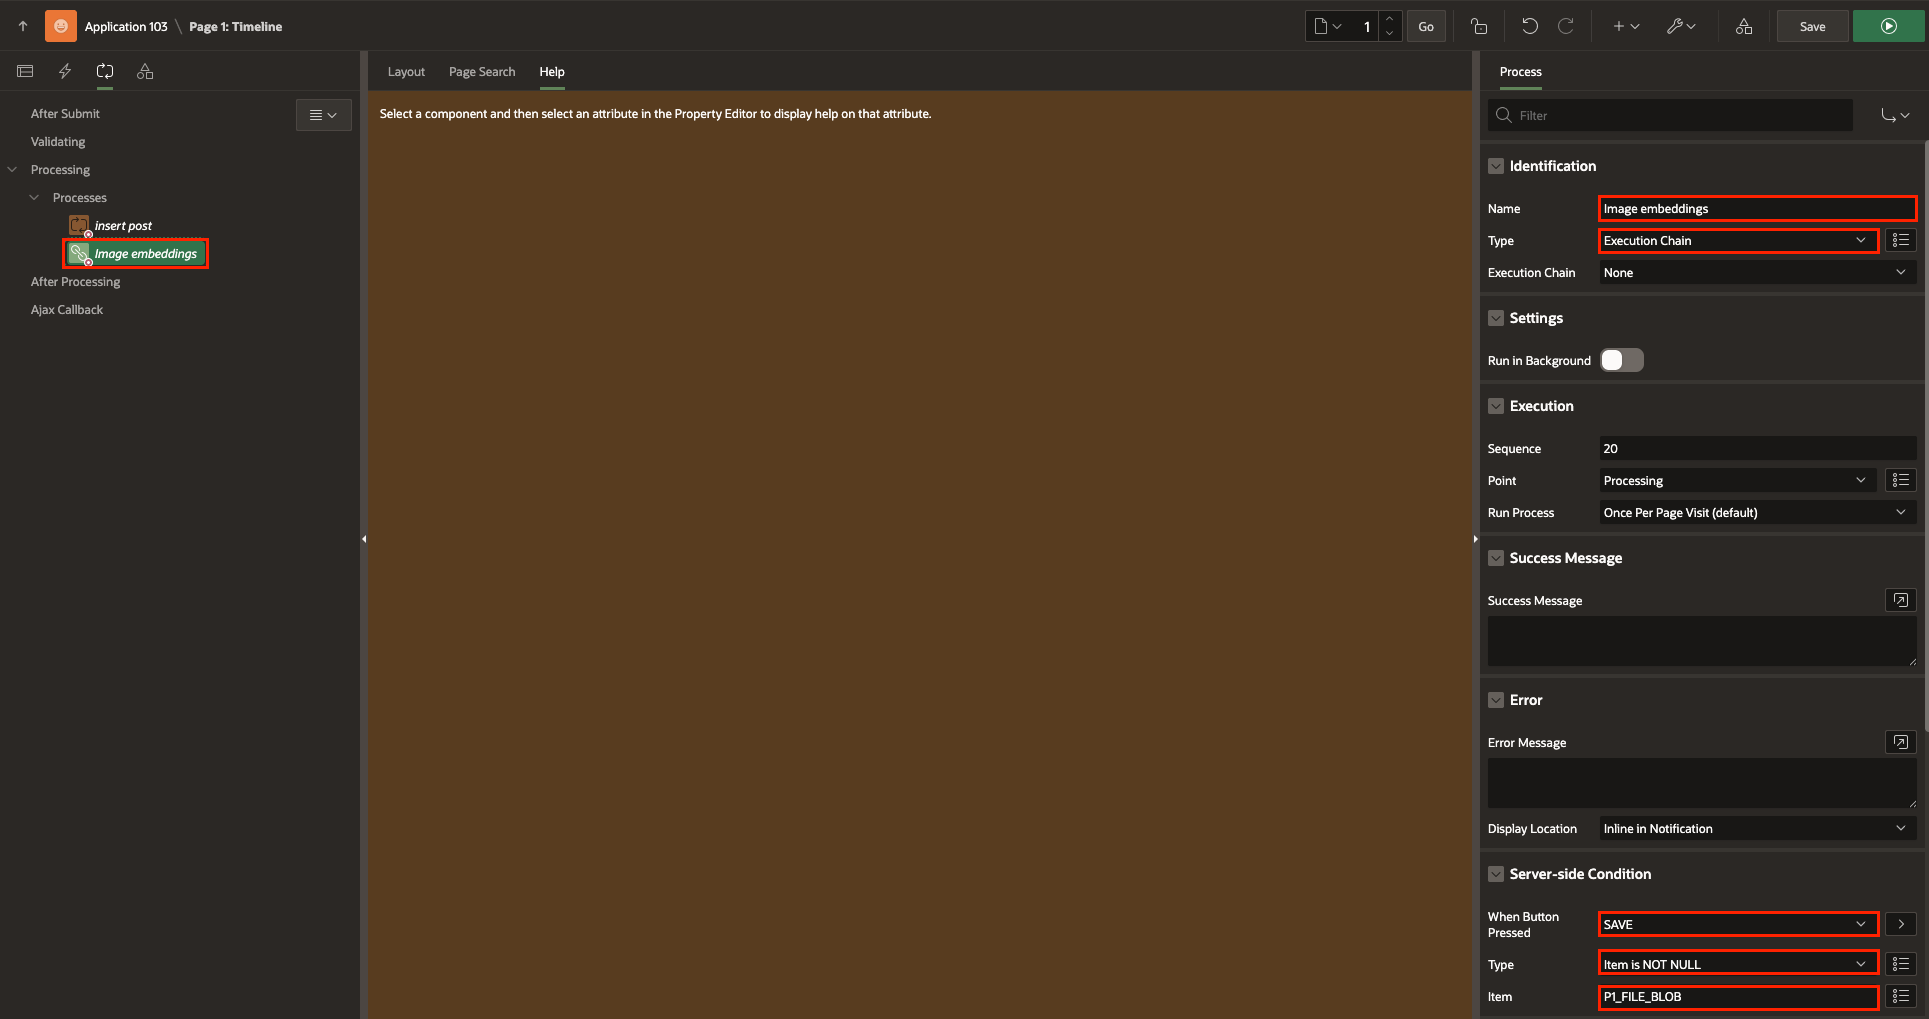 Application 103 \ Page 1: Timeline
1
Go
Save
After Submit
Validating
Processing
Processes
insert post
Image embeddings
After Processing
Ajax Callback
Layout
Page Search
Help
Select a component and then select an attribute in the Property Editor to display help on that attribute.
Process
Filter
Identification
Name Image embeddings
Type Execution Chain
Execution Chain None
Settings
Run in Background
Execution
Sequence 20
Point Processing
Run Process Once Per Page Visit (default)
Success Message
Success Message
Error
Error Message
Display Location Inline in Notification
Server-side Condition
When Button
Pressed
SAVE
Type Item is NOT NULL
Item P1_FILE_BLOB